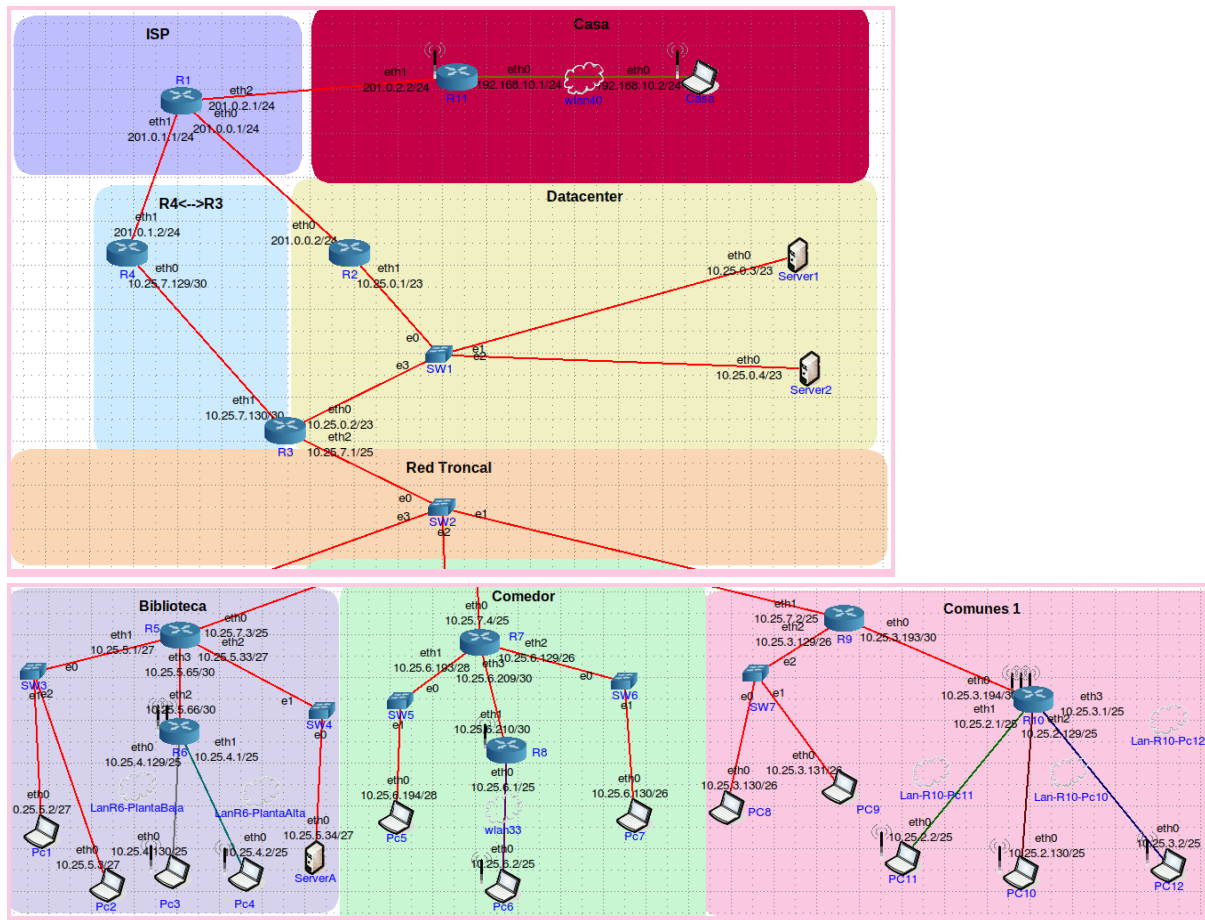 ISP
Casa
R1
eth2
201.0.2.1/24
eth0
201.0.0.1/24
eth1
201.0.1.1/24
eth1
201.0.2.2/24
R11
eth0
192.168.10.1/24
wlan40
eth0
192.168.10.2/24
Casa
R4<-->R3
Datacenter
eth1
201.0.1.2/24
R4
eth0
10.25.7.129/30
eth0
201.0.0.2/24
R2
eth1
10.25.0.1/23
eth0
10.25.0.3/23
Server1
e0
e1
e2
e3
SW1
eth0
10.25.0.4/23
Server2
eth1
10.25.7.130/30
eth0
10.25.0.2/23
R3
eth2
10.25.7.1/25
Red Troncal
e0
e3
SW2
e1
e2
Biblioteca
R5
eth0
10.25.7.3/25
eth1
10.25.5.1/27
eth2
10.25.5.33/27
eth3
10.25.5.65/30
e0
SW3
e1
e2
eth2
10.25.5.66/30
R6
e1
SW4
e0
eth0
10.25.4.129/25
eth1
10.25.4.1/25
LanR6-PlantaBaja
LanR6-PlantaAlta
eth0
10.25.5.2/27
Pc1
eth0
10.25.5.3/27
Pc2
eth0
10.25.4.130/25
Pc3
eth0
10.25.4.2/25
Pc4
eth0
10.25.5.34/27
ServerA
Comedor
eth0
10.25.7.4/25
R7
eth1
10.25.6.193/28
eth2
10.25.6.129/26
eth3
10.25.6.209/30
e0
SW5
e1
e0
SW6
e1
eth1
10.25.6.210/30
R8
eth0
10.25.6.1/25
wlan33
eth0
10.25.6.194/28
Pc5
eth0
10.25.6.130/26
Pc7
eth0
10.25.6.2/25
Pc6
Comunes 1
eth1
10.25.7.2/25
R9
eth0
10.25.3.193/30
eth2
10.25.3.129/26
e2
SW7
e0
e1
eth0
10.25.3.194/30
R10
eth1
10.25.2.1/25
eth2
10.25.2.129/25
eth3
10.25.3.1/25
Lan-R10-Pc12
Lan-R10-Pc11
Lan-R10-Pc10
eth0
10.25.3.130/26
PC8
eth0
10.25.3.131/26
PC9
eth0
10.25.2.2/25
PC11
eth0
10.25.2.130/25
PC10
eth0
10.25.3.2/25
PC12